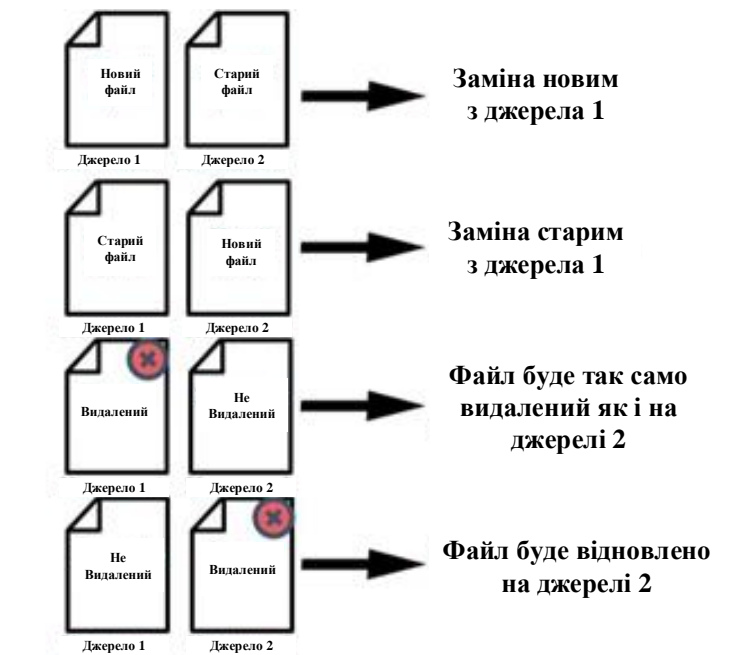 Новий
файл
Старий
файл
Заміна новим
з джерела 1
Джерело 1
Джерело 2
Старий
файл
Новий
файл
Заміна старим
з джерела 1
Джерело 1
Джерело 2
Видалений
Не
Видалений
Файл буде так само
видалений як і на
джерелі 2
Джерело 1
Джерело 2
Не
Видалений
Видалений
Файл буде відновлено
на джерелі 2
Джерело 1
Джерело 2